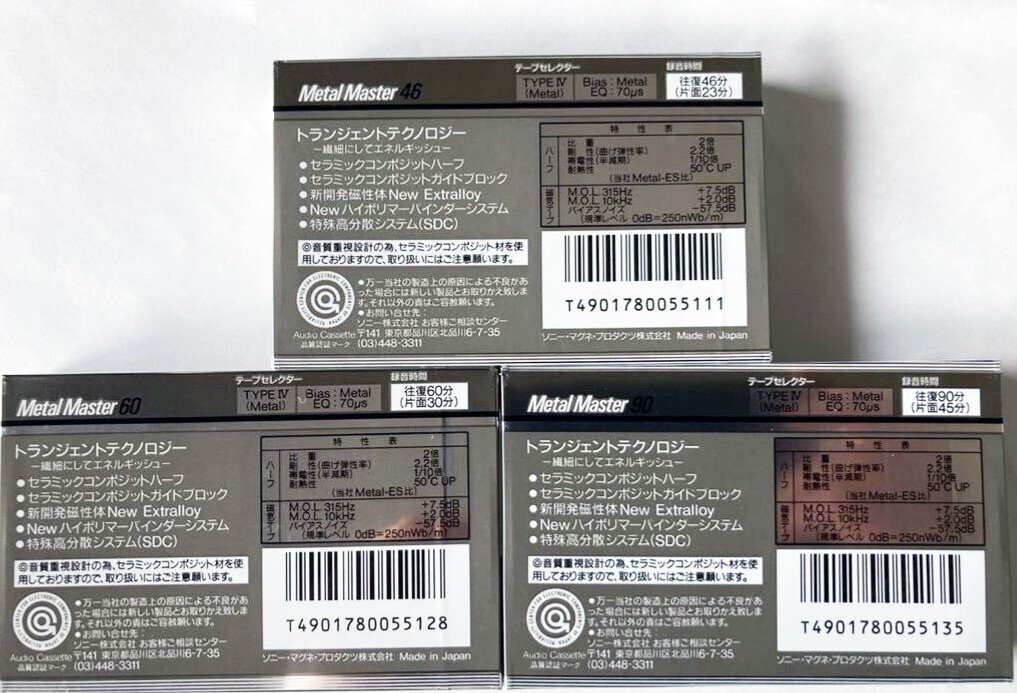 Metal Master 46
テープセレクター
TYPE IV (Metal)
Bias : Metal
EQ : 70μs
録音時間
往復46分
(片面23分)
トランジェントテクノロジー
—繊細にしてエネルギッシュ—
●セラミックコンポジットハーフ
●セラミックコンポジットガイドブロック
●新開発磁性体New Extralloy
●Newハイポリマーバインダーシステム
●特殊高分散システム(SDC)
◎音質重視設計の為、セラミックコンポジット材を使
用しておりますので、取り扱いにはご注意願います。
●万一当社の製造上の原因による不良があ
った場合には新しい製品とお取りかえ致しま
す。それ以外の責はご容赦願います。
●お問い合せ先:
ソニー株式会社 お客様ご相談センター
〒141 東京都品川区北品川6-7-35
(03)448-3311
Audio Cassette
品質認証マーク
特性表
ハーフ
比重 2倍
剛性(曲げ弾性率) 2.2倍
帯電性(半減期) 1/10倍
耐熱性 50℃ UP
(当社Metal-ES比)
磁気テープ
M.O.L. 315Hz +7.5dB
M.O.L. 10kHz +2.0dB
バイアスノイズ −57.5dB
(規準レベル 0dB=250nWb/m)
T4901780055111
ソニー・マグネ・プロダクツ株式会社 Made in Japan
Metal Master 60
テープセレクター
TYPE IV (Metal)
Bias : Metal
EQ : 70μs
録音時間
往復60分
(片面30分)
トランジェントテクノロジー
—繊細にしてエネルギッシュ—
●セラミックコンポジットハーフ
●セラミックコンポジットガイドブロック
●新開発磁性体New Extralloy
●Newハイポリマーバインダーシステム
●特殊高分散システム(SDC)
◎音質重視設計の為、セラミックコンポジット材を使
用しておりますので、取り扱いにはご注意願います。
●万一当社の製造上の原因による不良があ
った場合には新しい製品とお取りかえ致しま
す。それ以外の責はご容赦願います。
●お問い合せ先:
ソニー株式会社 お客様ご相談センター
〒141 東京都品川区北品川6-7-35
(03)448-3311
Audio Cassette
品質認証マーク
特性表
ハーフ
比重 2倍
剛性(曲げ弾性率) 2.2倍
帯電性(半減期) 1/10倍
耐熱性 50℃ UP
(当社Metal-ES比)
磁気テープ
M.O.L. 315Hz +7.5dB
M.O.L. 10kHz +2.0dB
バイアスノイズ −57.5dB
(規準レベル 0dB=250nWb/m)
T4901780055128
ソニー・マグネ・プロダクツ株式会社 Made in Japan
Metal Master 90
テープセレクター
TYPE IV (Metal)
Bias : Metal
EQ : 70μs
録音時間
往復90分
(片面45分)
トランジェントテクノロジー
—繊細にしてエネルギッシュ—
●セラミックコンポジットハーフ
●セラミックコンポジットガイドブロック
●新開発磁性体New Extralloy
●Newハイポリマーバインダーシステム
●特殊高分散システム(SDC)
◎音質重視設計の為、セラミックコンポジット材を使
用しておりますので、取り扱いにはご注意願います。
●万一当社の製造上の原因による不良があ
った場合には新しい製品とお取りかえ致しま
す。それ以外の責はご容赦願います。
●お問い合せ先:
ソニー株式会社 お客様ご相談センター
〒141 東京都品川区北品川6-7-35
(03)448-3311
Audio Cassette
品質認証マーク
特性表
ハーフ
比重 2倍
剛性(曲げ弾性率) 2.2倍
帯電性(半減期) 1/10倍
耐熱性 50℃ UP
(当社Metal-ES比)
磁気テープ
M.O.L. 315Hz +7.5dB
M.O.L. 10kHz +2.0dB
バイアスノイズ −57.5dB
(規準レベル 0dB=250nWb/m)
T4901780055135
ソニー・マグネ・プロダクツ株式会社 Made in Japan